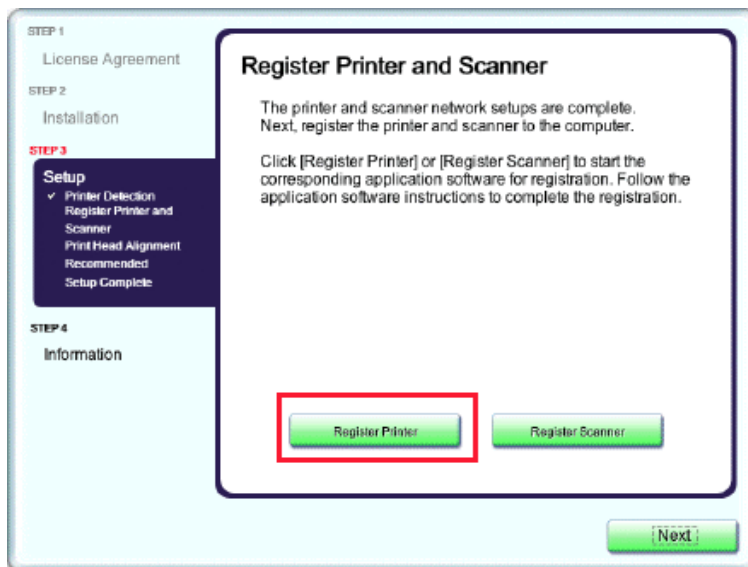 STEP 1
License Agreement
STEP 2
Installation
STEP 3
Setup
✓ Printer Detection
Register Printer and
Scanner
Print Head Alignment
Recommended
Setup Complete
STEP 4
Information
Register Printer and Scanner
The printer and scanner network setups are complete.
Next, register the printer and scanner to the computer.
Click [Register Printer] or [Register Scanner] to start the
corresponding application software for registration. Follow the
application software instructions to complete the registration.
Register Printer
Register Scanner
Next